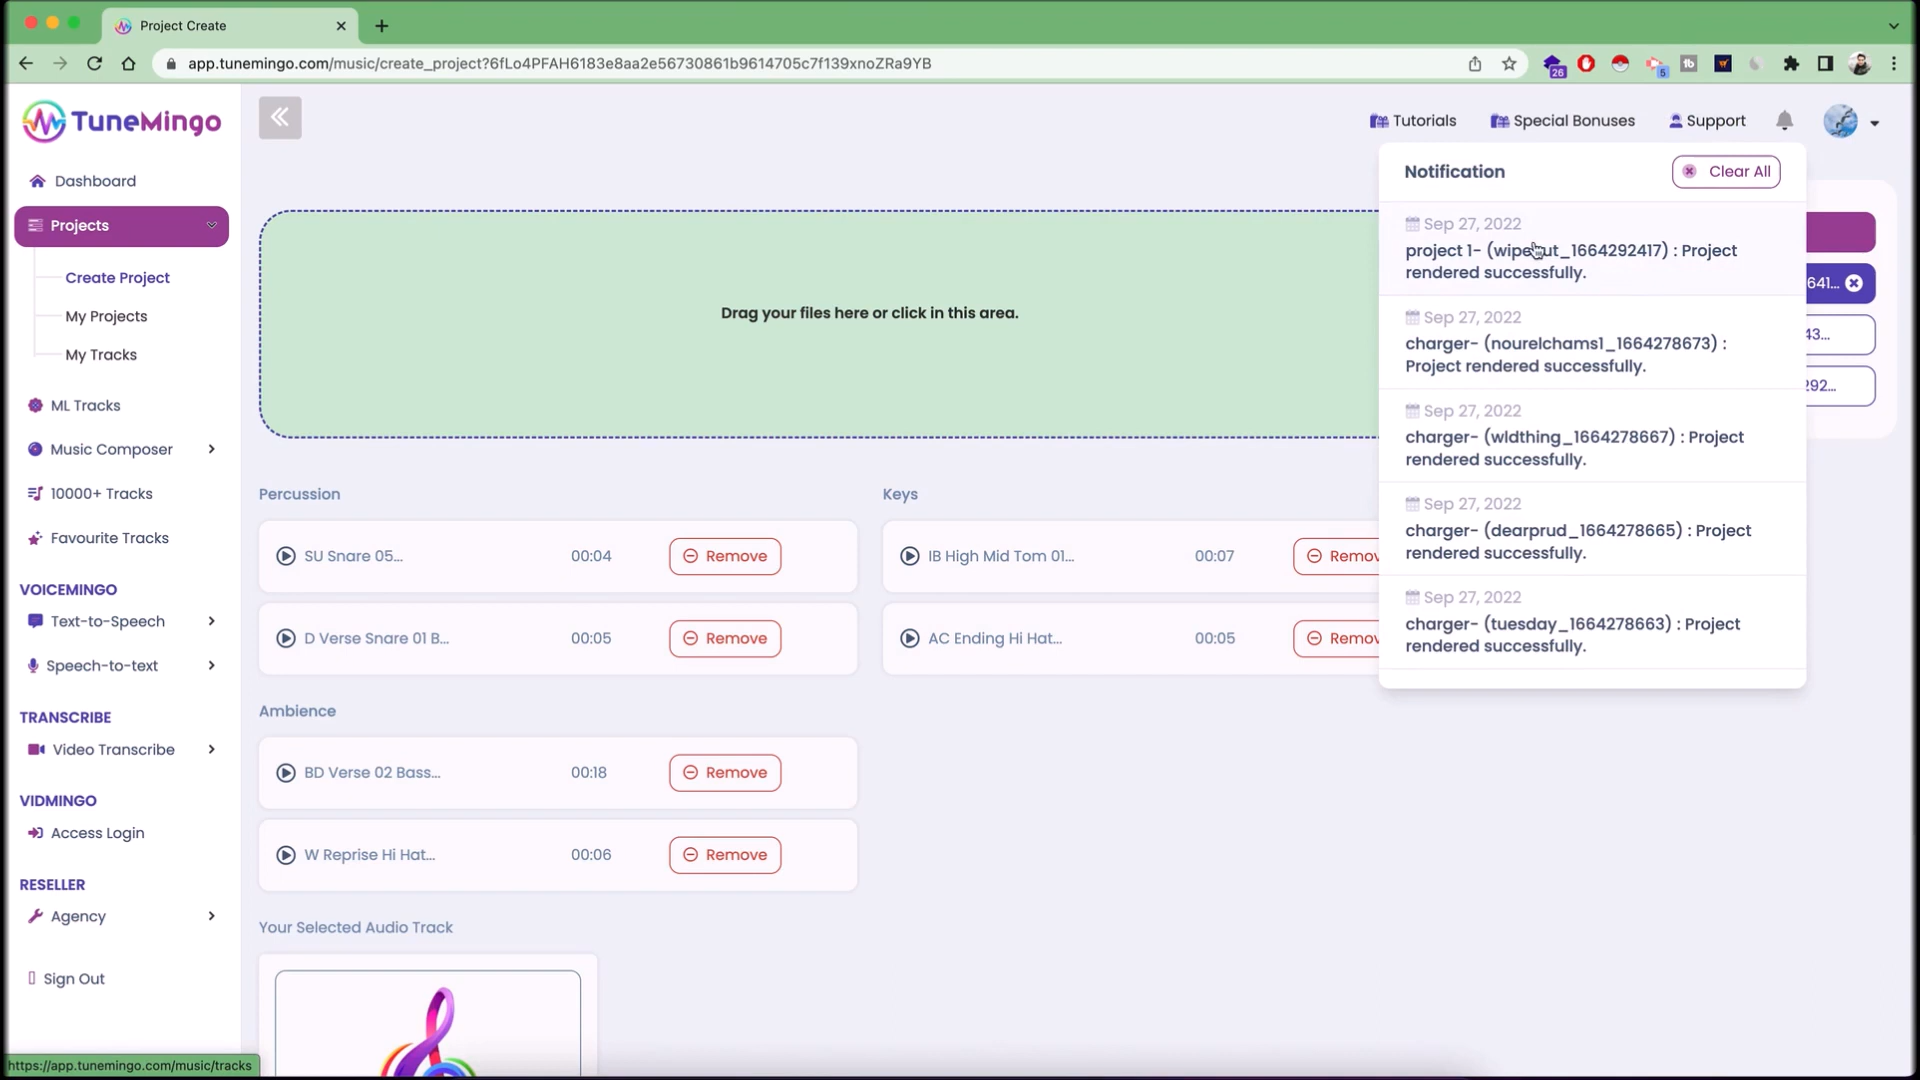 Project Create
app.tunemingo.com/music/create_project?6fLo4PFAH6183e8aa2e56730861b9614705c7f139xnoZRa9YB
26
5
TuneMingo
Tutorials
Special Bonuses
Support
Dashboard
Projects
Create Project
My Projects
My Tracks
ML Tracks
Music Composer
10000+ Tracks
Favourite Tracks
VOICEMINGO
Text-to-Speech
Speech-to-text
TRANSCRIBE
Video Transcribe
VIDMINGO
Access Login
RESELLER
Agency
Sign Out
Drag your files here or click in this area.
Notification
Clear All
Sep 27, 2022
project 1- (wipeout_1664292417) : Project
rendered successfully.
Sep 27, 2022
charger- (nourelchams1_1664278673) :
Project rendered successfully.
Sep 27, 2022
charger- (wldthing_1664278667) : Project
rendered successfully.
Sep 27, 2022
charger- (dearprud_1664278665) : Project
rendered successfully.
Sep 27, 2022
charger- (tuesday_1664278663) : Project
rendered successfully.
641...
43...
292...
Percussion
SU Snare 05... 00:04 Remove
D Verse Snare 01 B... 00:05 Remove
Keys
IB High Mid Tom 01... 00:07 Remov
AC Ending Hi Hat... 00:05 Remov
Ambience
BD Verse 02 Bass... 00:18 Remove
W Reprise Hi Hat... 00:06 Remove
Your Selected Audio Track
https://app.tunemingo.com/music/tracks